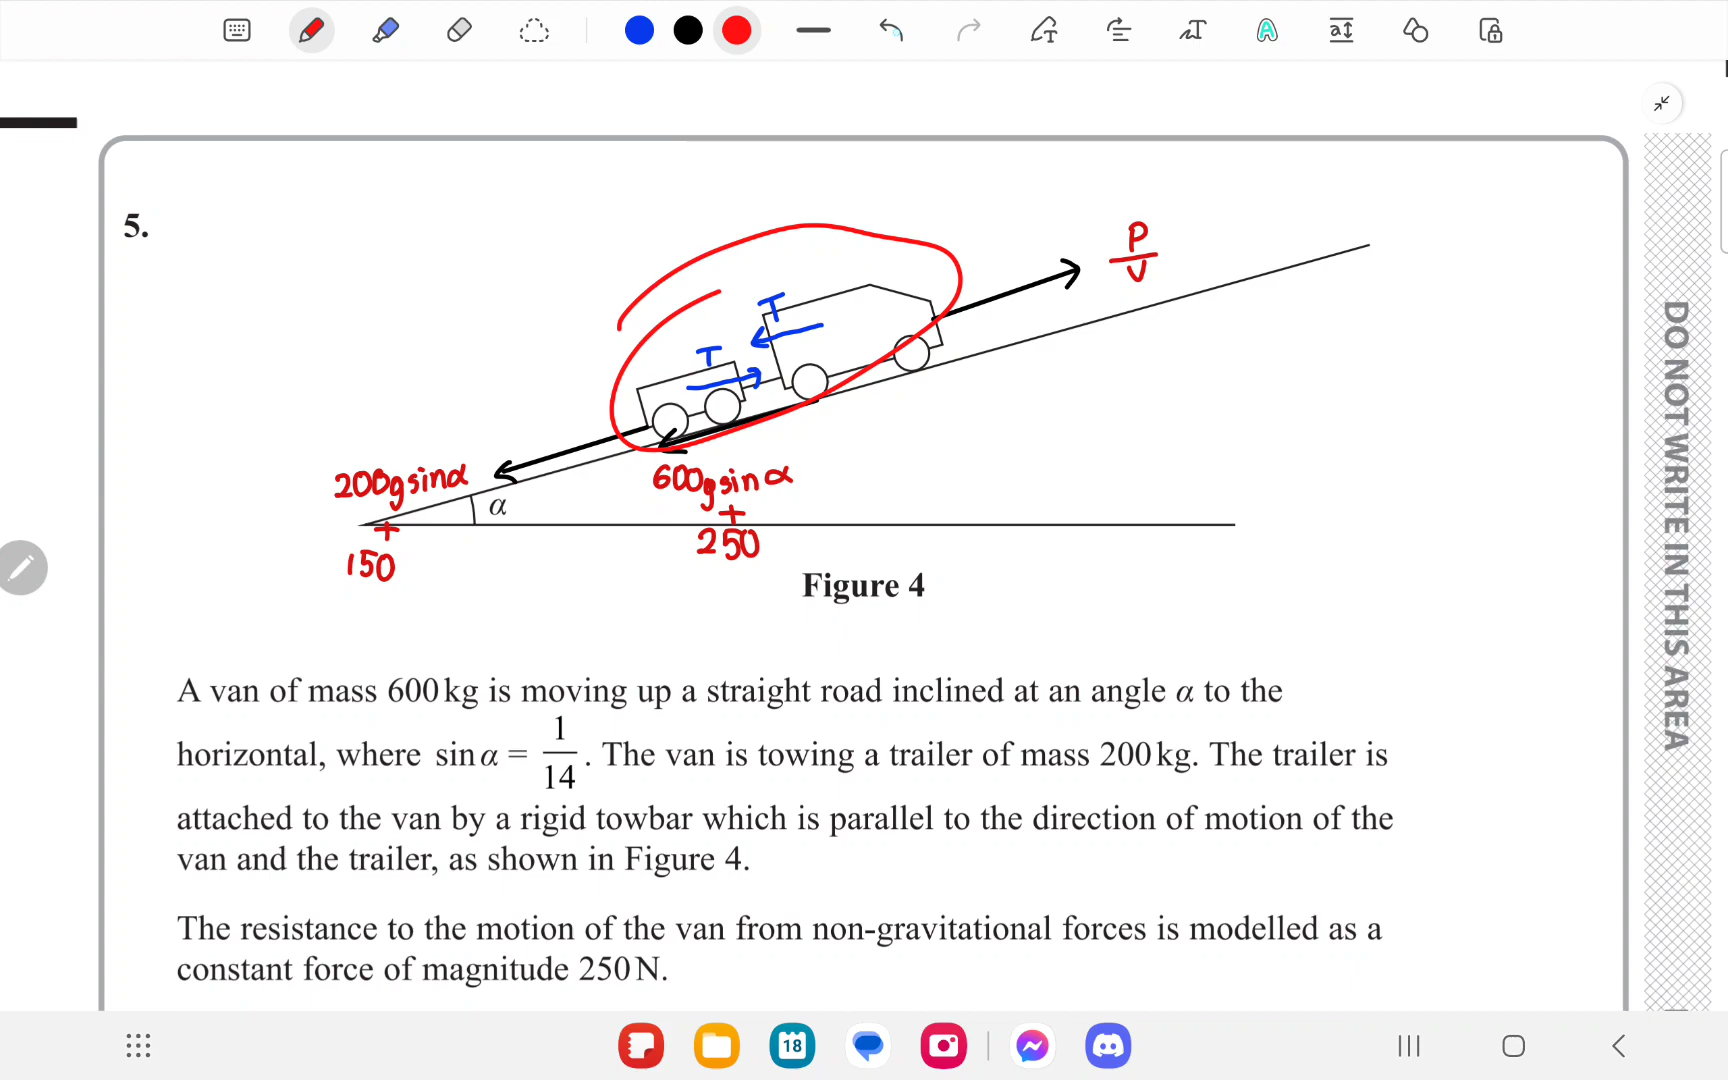 5.
P
V
T
T
200gsinα
+
150
α
600gsinα
+
250
Figure 4
A van of mass 600 kg is moving up a straight road inclined at an angle α to the
horizontal, where sin α = 1/14. The van is towing a trailer of mass 200 kg. The trailer is
attached to the van by a rigid towbar which is parallel to the direction of motion of the
van and the trailer, as shown in Figure 4.
The resistance to the motion of the van from non-gravitational forces is modelled as a
constant force of magnitude 250 N.
DO NOT WRITE IN THIS AREA
18